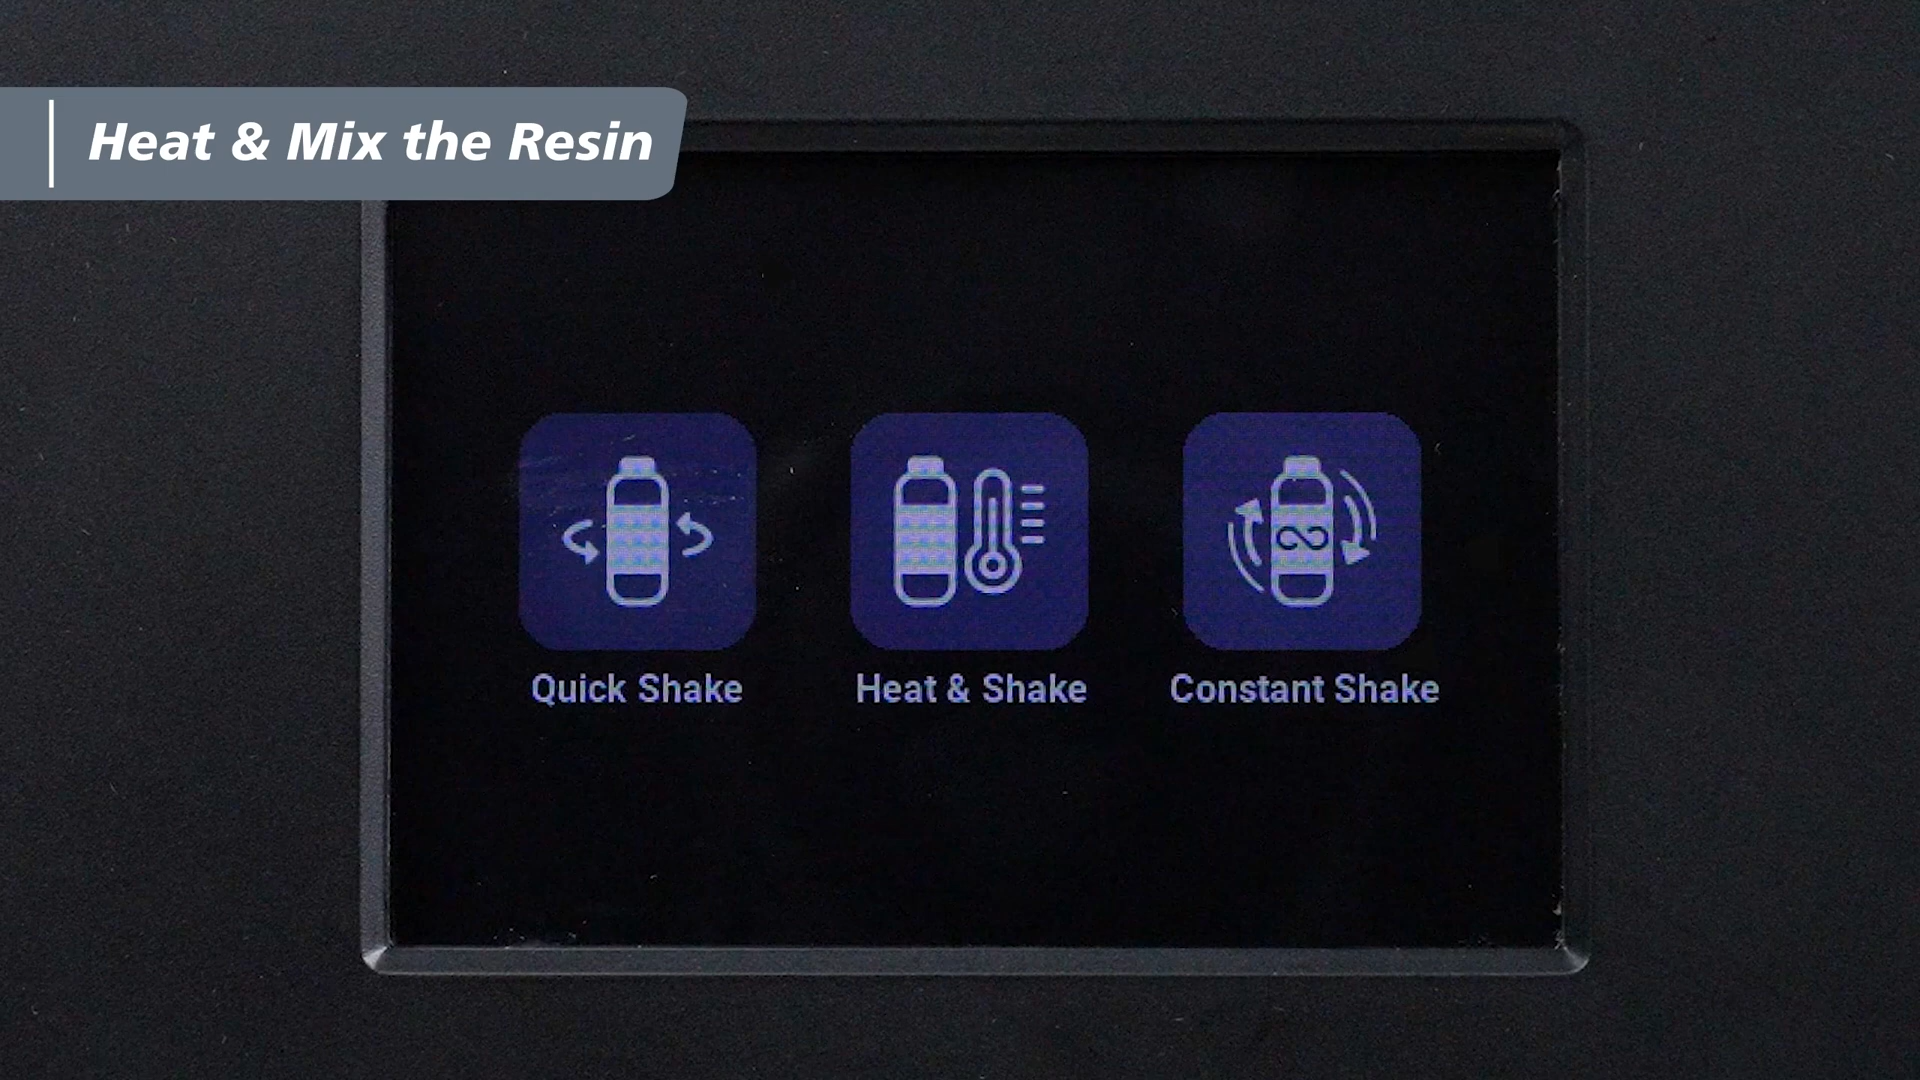 Heat & Mix the Resin
Quick Shake
Heat & Shake
Constant Shake